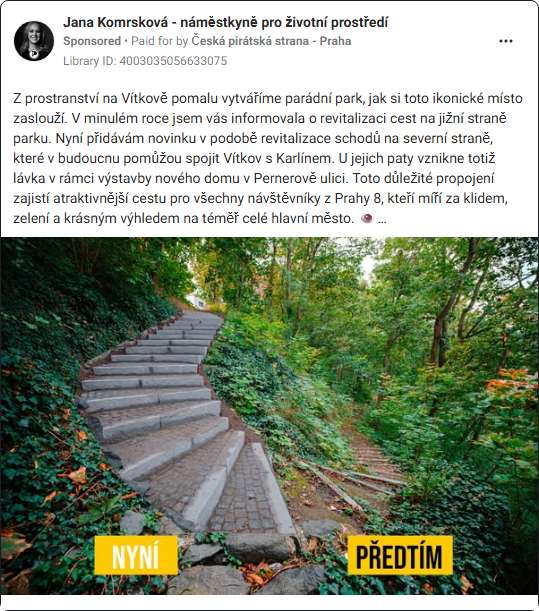 Jana Komrsková - náměstkyně pro životní prostředí
Sponsored • Paid for by Česká pirátská strana - Praha
Library ID: 4003035056633075
Z prostranství na Vítkově pomalu vytváříme parádní park, jak si toto ikonické místo
zaslouží. V minulém roce jsem vás informovala o revitalizaci cest na jižní straně
parku. Nyní přidávám novinku v podobě revitalizace schodů na severní straně,
které v budoucnu pomůžou spojit Vítkov s Karlínem. U jejich paty vznikne totiž
lávka v rámci výstavby nového domu v Pernerově ulici. Toto důležité propojení
zajistí atraktivnější cestu pro všechny návštěvníky z Prahy 8, kteří míří za klidem,
zelení a krásným výhledem na téměř celé hlavní město. 👁️ ...
NYNÍ
PŘEDTÍM